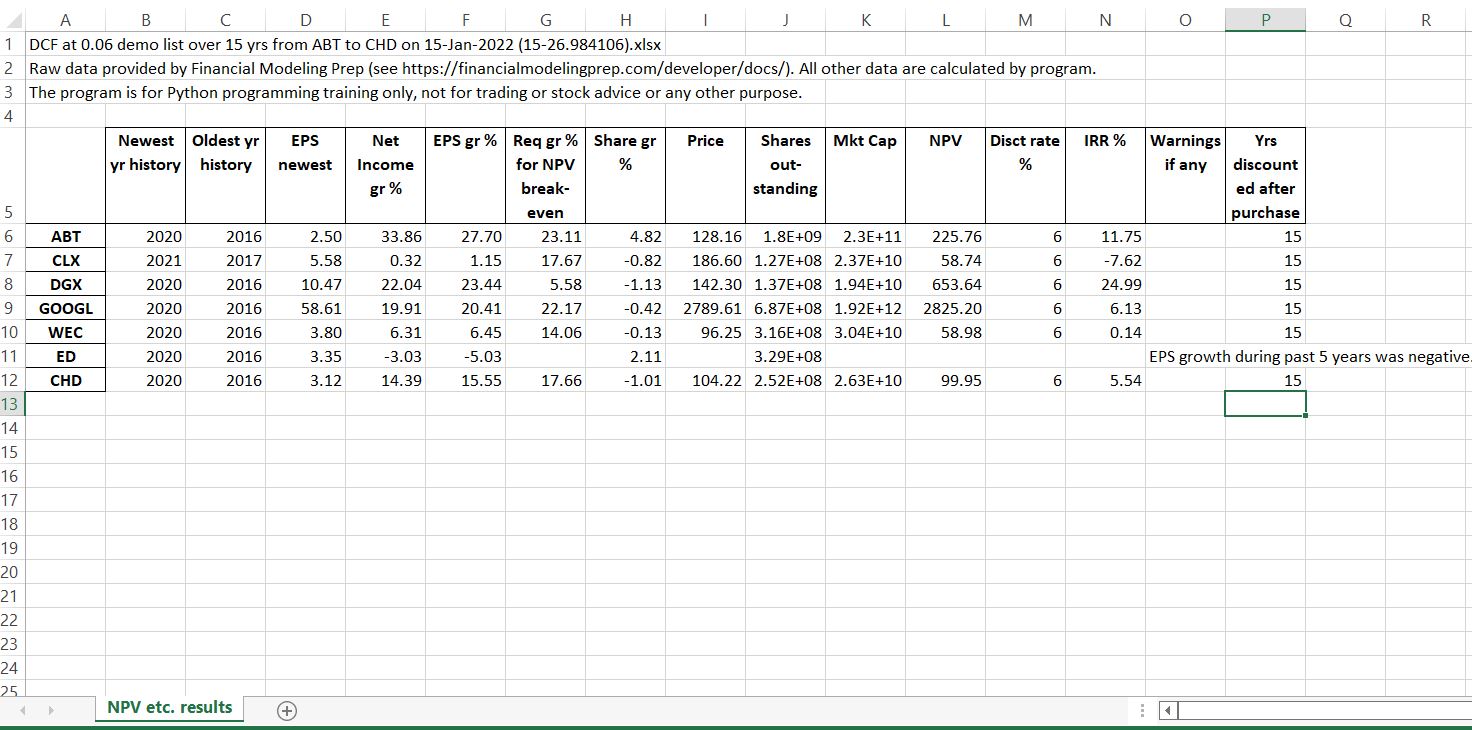 A B C D E F G H I J K L M N O P Q R
1 DCF at 0.06 demo list over 15 yrs from ABT to CHD on 15-Jan-2022 (15-26.984106).xlsx
2 Raw data provided by Financial Modeling Prep (see https://financialmodelingprep.com/developer/docs/). All other data are calculated by program.
3 The program is for Python programming training only, not for trading or stock advice or any other purpose.
4
Newest Oldest yr EPS Net EPS gr % Req gr % Share gr Price Shares Mkt Cap NPV Disct rate IRR % Warnings Yrs
yr history history newest Income for NPV % out- % if any discount
gr % break- standing ed after
5 even purchase
6 ABT 2020 2016 2.50 33.86 27.70 23.11 4.82 128.16 1.8E+09 2.3E+11 225.76 6 11.75 15
7 CLX 2021 2017 5.58 0.32 1.15 17.67 -0.82 186.60 1.27E+08 2.37E+10 58.74 6 -7.62 15
8 DGX 2020 2016 10.47 22.04 23.44 5.58 -1.13 142.30 1.37E+08 1.94E+10 653.64 6 24.99 15
9 GOOGL 2020 2016 58.61 19.91 20.41 22.17 -0.42 2789.61 6.87E+08 1.92E+12 2825.20 6 6.13 15
10 WEC 2020 2016 3.80 6.31 6.45 14.06 -0.13 96.25 3.16E+08 3.04E+10 58.98 6 0.14 15
11 ED 2020 2016 3.35 -3.03 -5.03 2.11 3.29E+08 EPS growth during past 5 years was negative.
12 CHD 2020 2016 3.12 14.39 15.55 17.66 -1.01 104.22 2.52E+08 2.63E+10 99.95 6 5.54 15
13
14
15
16
17
18
19
20
21
22
23
24
25
NPV etc. results